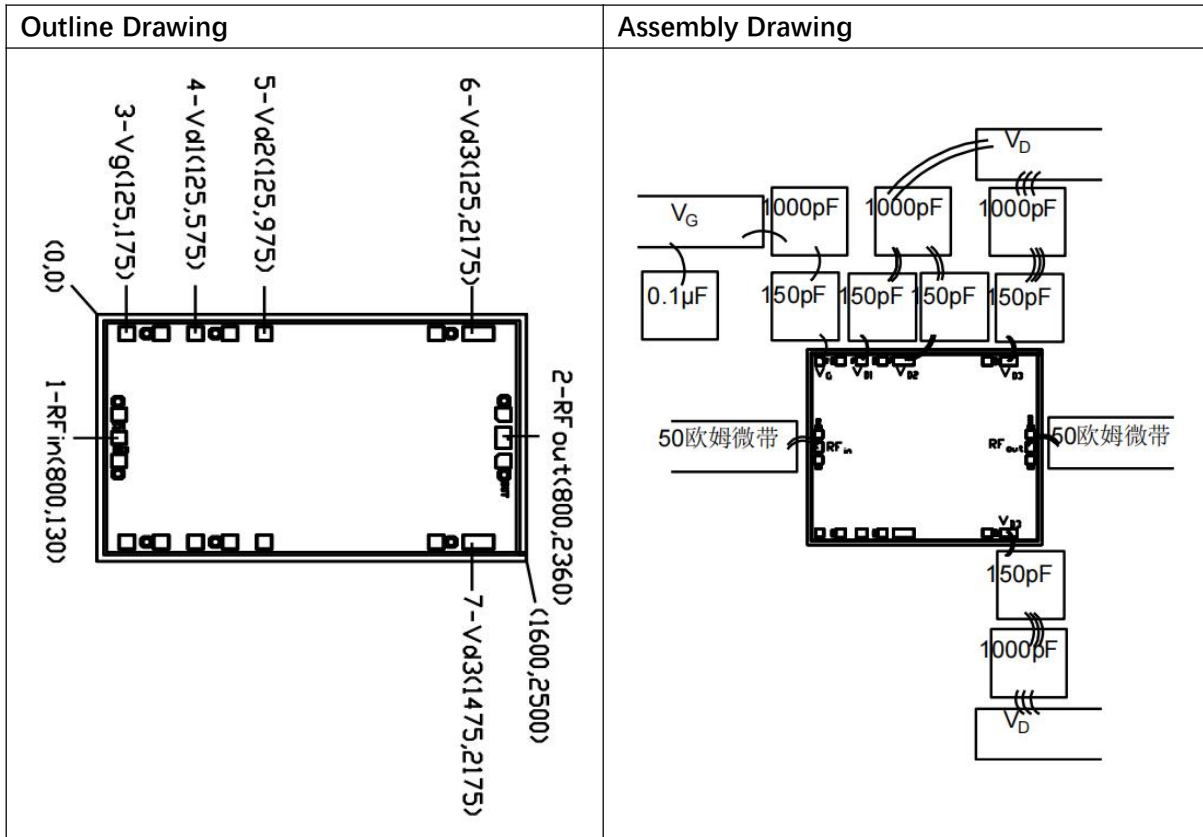 Outline Drawing
Assembly Drawing
3-Vg(125,175)
4-Vd1(125,575)
5-Vd2(125,975)
6-Vd3(125,2175)
(0,0)
1-RFin(800,130)
2-RFout(800,2360)
7-Vd3(1475,2175)
(1600,2500)
VD
VG
1000pF
1000pF
1000pF
0.1μF
150pF
150pF
150pF
150pF
VG
VD1
VD2
VD3
50欧姆微带
RFin
RFout
50欧姆微带
VD3
150pF
1000pF
VD